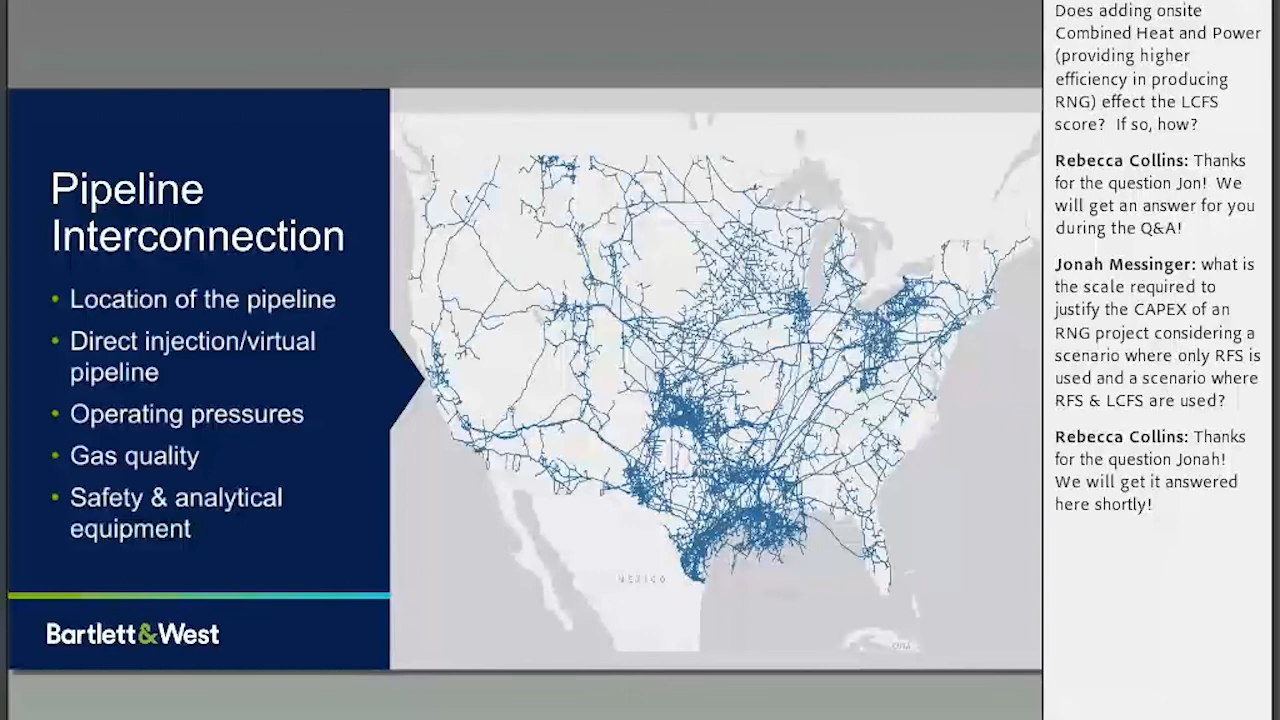 Pipeline
Interconnection
• Location of the pipeline
• Direct injection/virtual
pipeline
• Operating pressures
• Gas quality
• Safety & analytical
equipment
Bartlett&West
MEXICO
CUBA
Does adding onsite
Combined Heat and Power
(providing higher
efficiency in producing
RNG) effect the LCFS
score?  If so, how?
Rebecca Collins: Thanks
for the question Jon!  We
will get an answer for you
during the Q&A!
Jonah Messinger: what is
the scale required to
justify the CAPEX of an
RNG project considering a
scenario where only RFS is
used and a scenario where
RFS & LCFS are used?
Rebecca Collins: Thanks
for the question Jonah!
We will get it answered
here shortly!